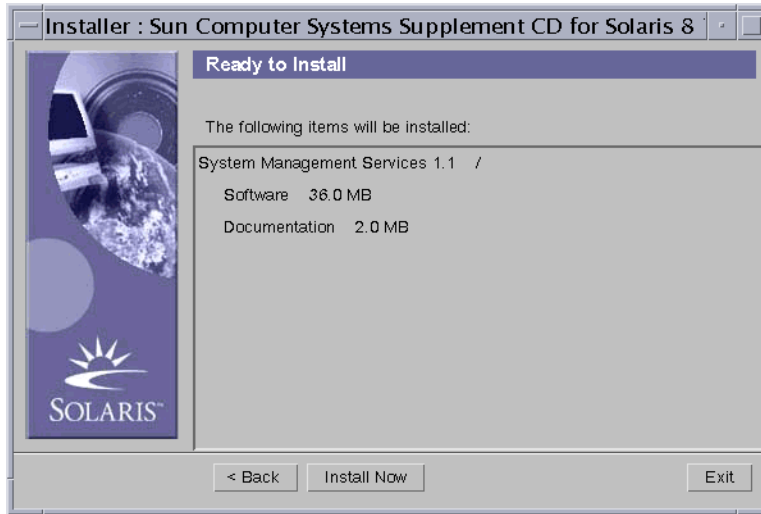 Installer : Sun Computer Systems Supplement CD for Solaris 8
Ready to Install
The following items will be installed:
System Management Services 1.1 /
Software 36.0 MB
Documentation 2.0 MB
SOLARIS™
< Back Install Now Exit